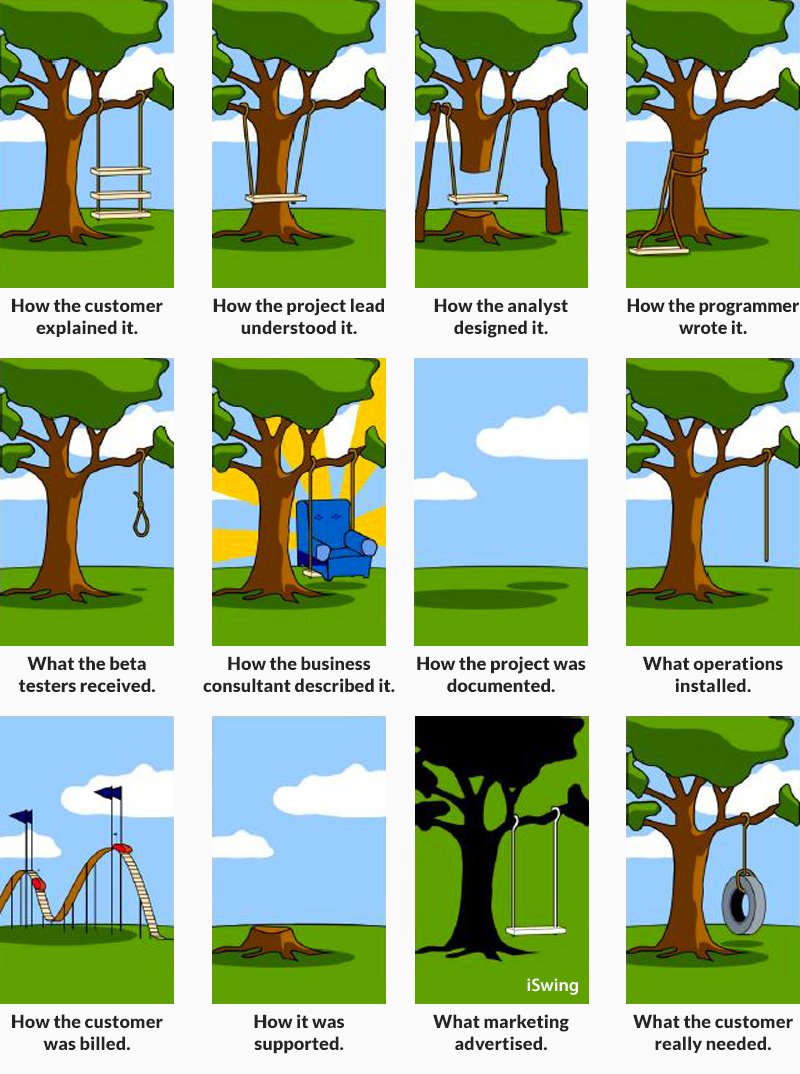 How the customer
explained it.
How the project lead
understood it.
How the analyst
designed it.
How the programmer
wrote it.
What the beta
testers received.
How the business
consultant described it.
How the project was
documented.
What operations
installed.
How the customer
was billed.
How it was
supported.
iSwing
What marketing
advertised.
What the customer
really needed.